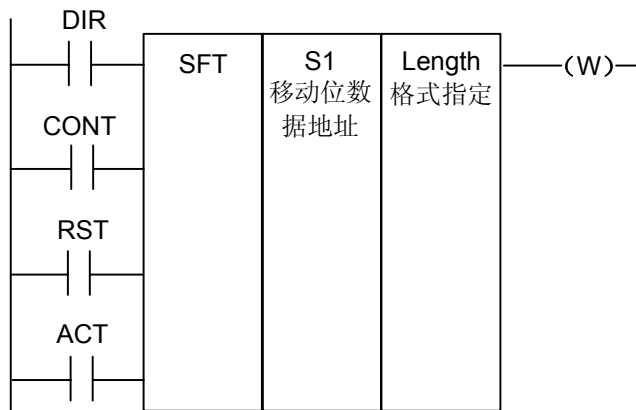 DIR
SFT
S1
移动位数
据地址
Length
格式指定
(W)
CONT
RST
ACT